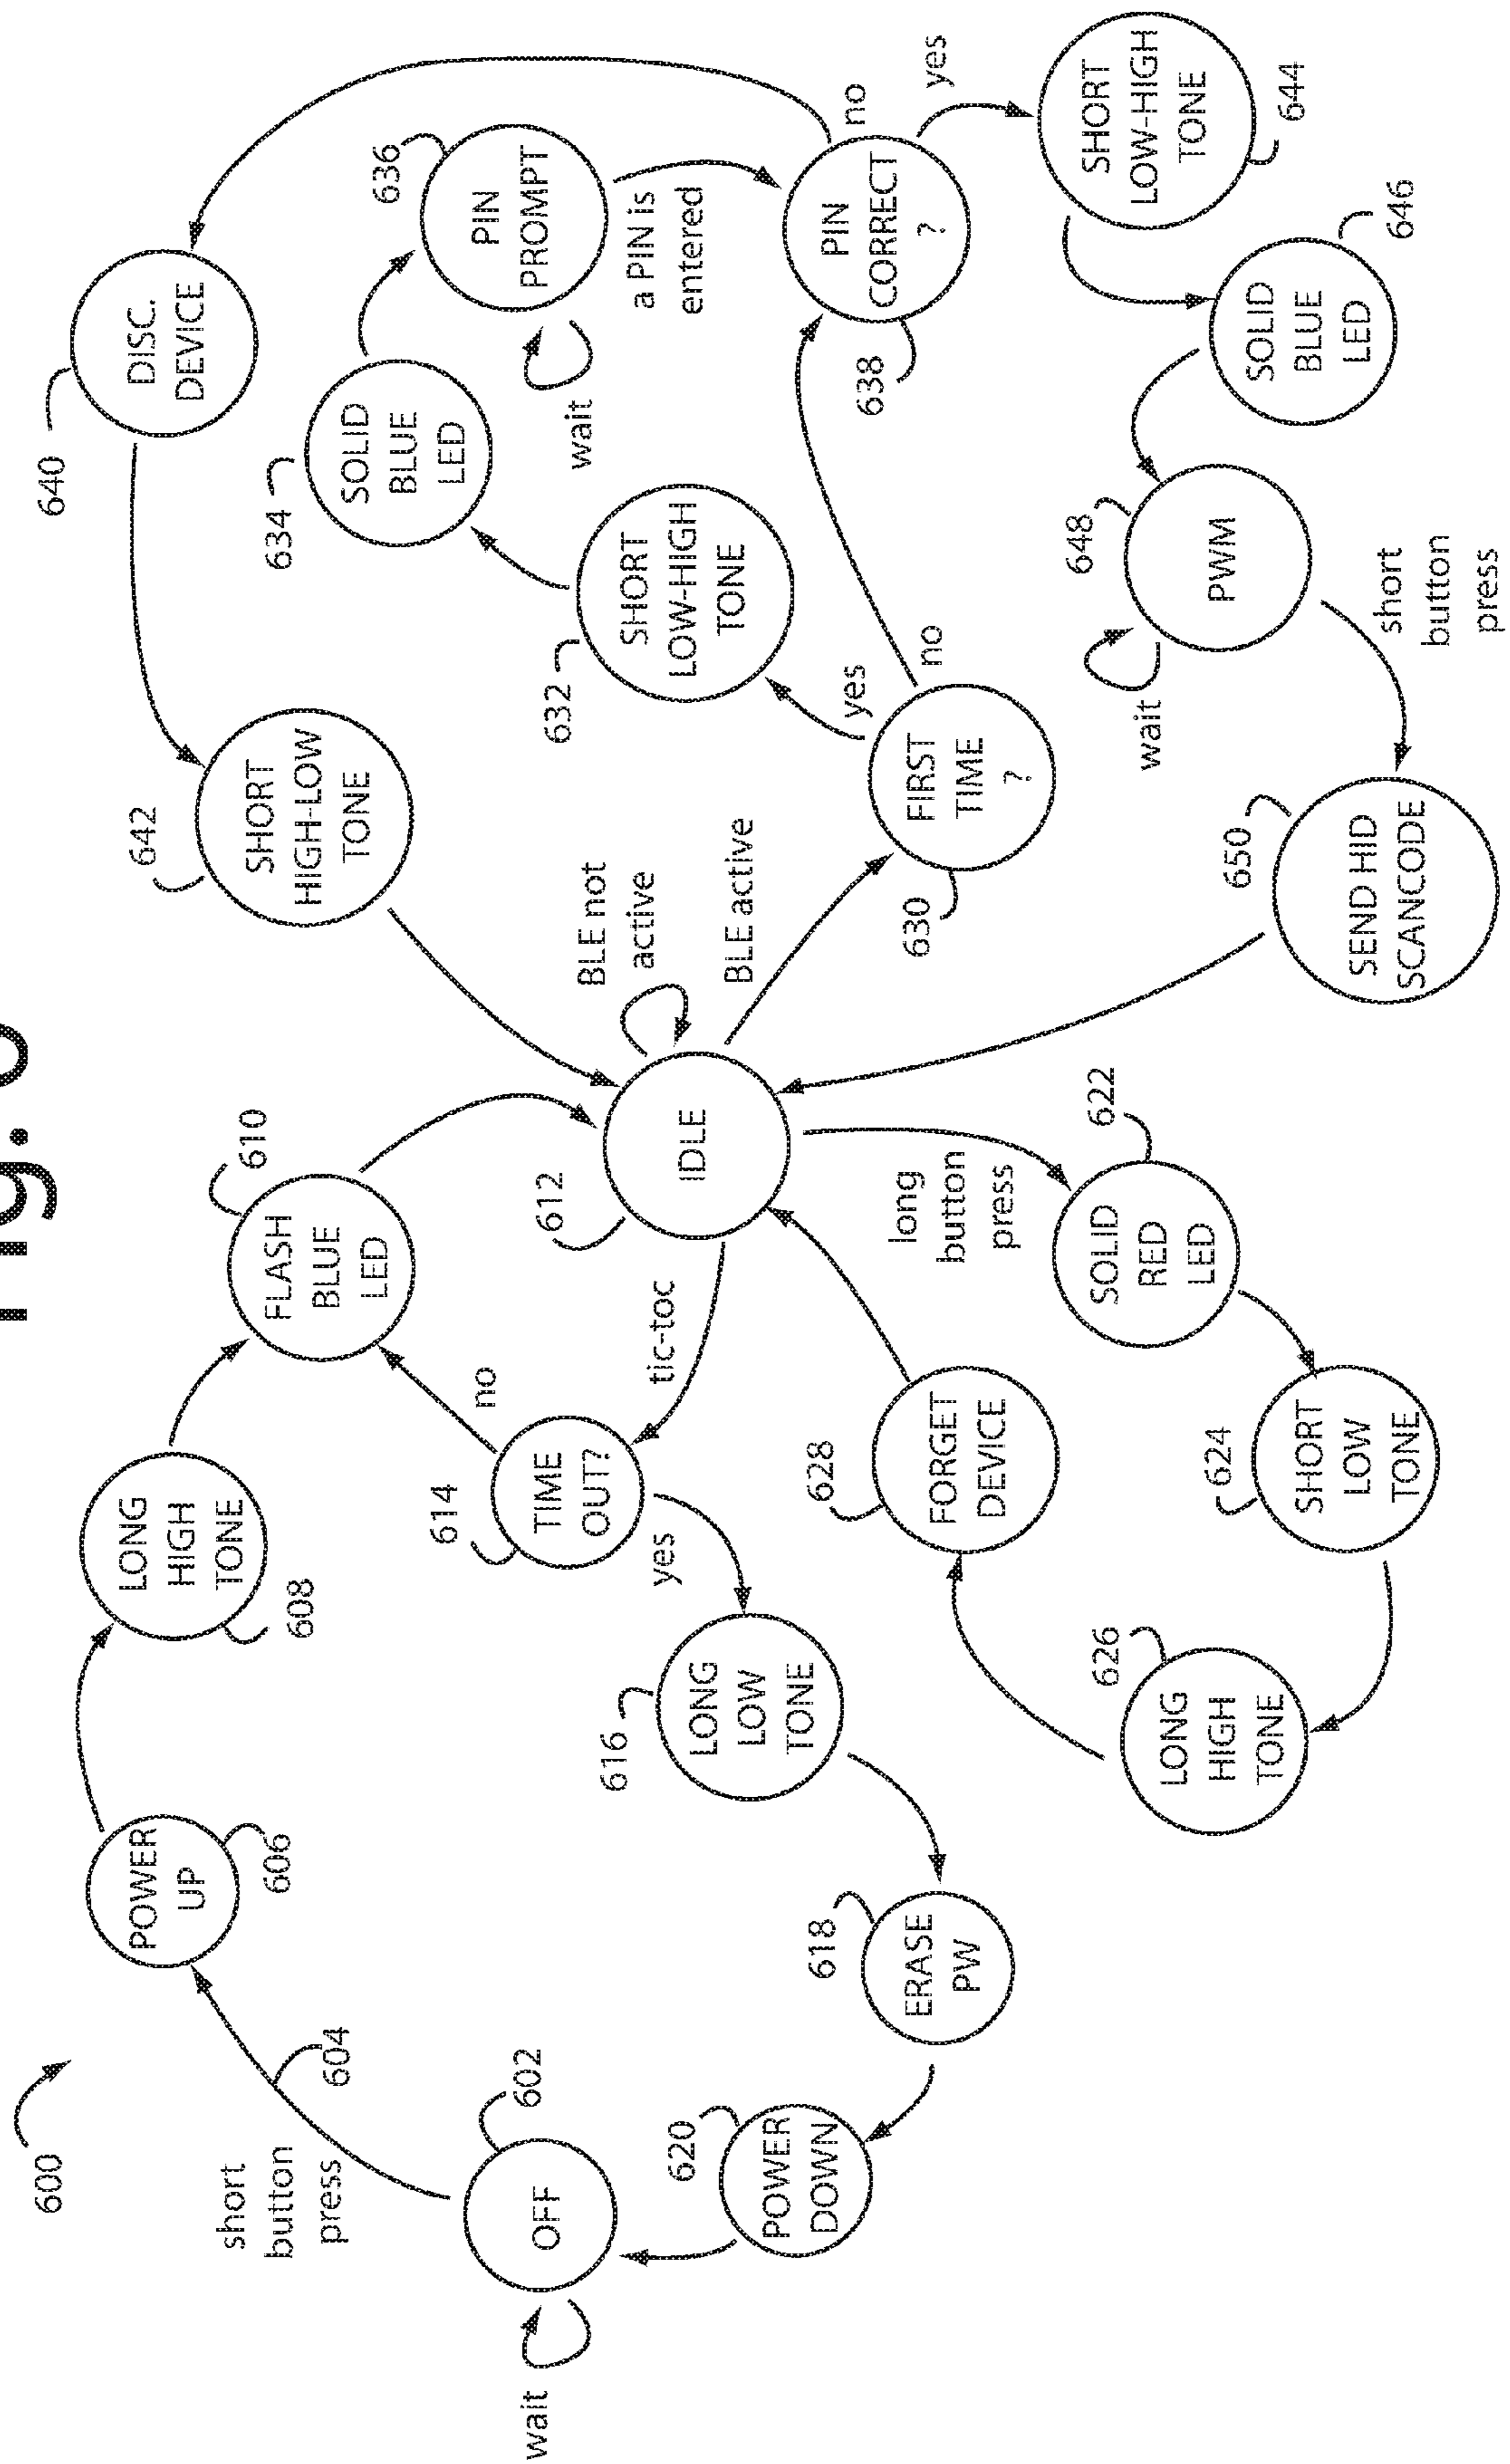 600
short
button
press
604
wait
OFF
602
POWER
UP
606
LONG
HIGH
TONE
608
FLASH
BLUE
LED
610
IDLE
612
BLE not
active
BLE active
tic-toc
TIME
OUT?
614
no
yes
LONG
LOW
TONE
616
ERASE
PW
618
POWER
DOWN
620
long
button
press
SOLID
RED
LED
622
SHORT
LOW
TONE
624
LONG
HIGH
TONE
626
FORGET
DEVICE
628
FIRST
TIME
?
630
yes
no
SHORT
LOW-HIGH
TONE
632
SOLID
BLUE
LED
634
PIN
PROMPT
636
wait
a PIN is
entered
PIN
CORRECT
?
638
no
yes
DISC.
DEVICE
640
SHORT
HIGH-LOW
TONE
642
SHORT
LOW-HIGH
TONE
644
SOLID
BLUE
LED
646
PWM
648
wait
short
button
press
SEND HID
SCANCODE
650